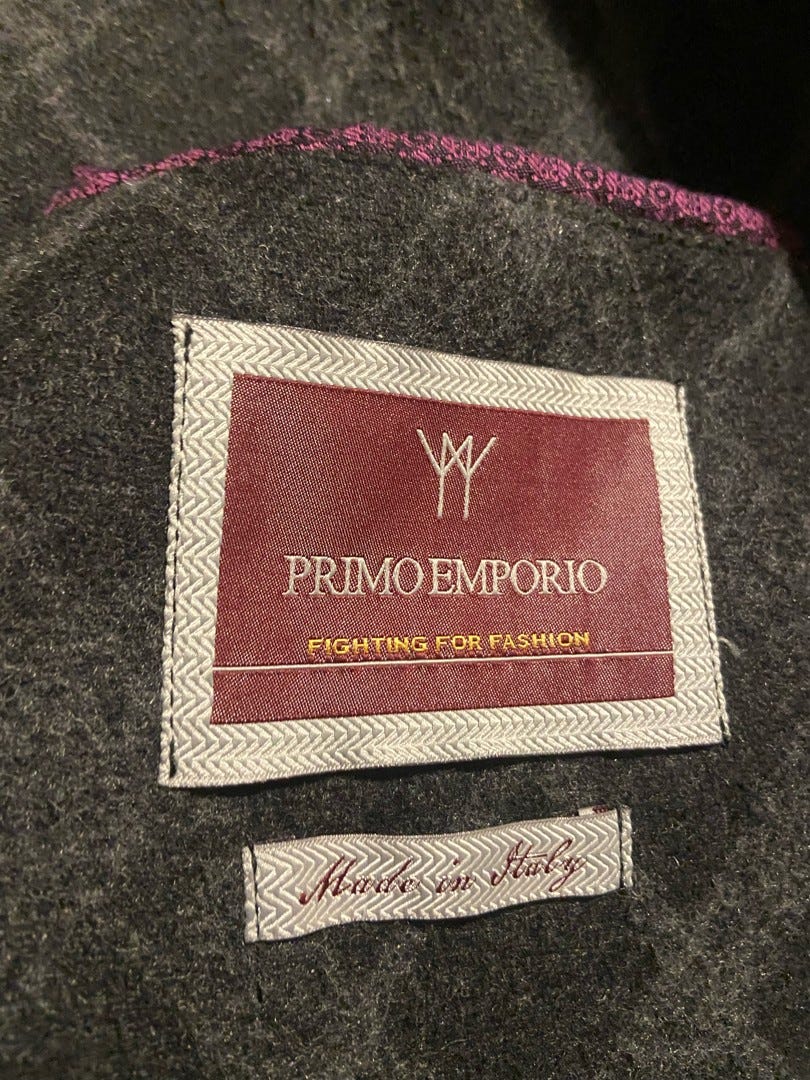 PRIMO EMPORIO
FIGHTING FOR FASHION
Made in Italy